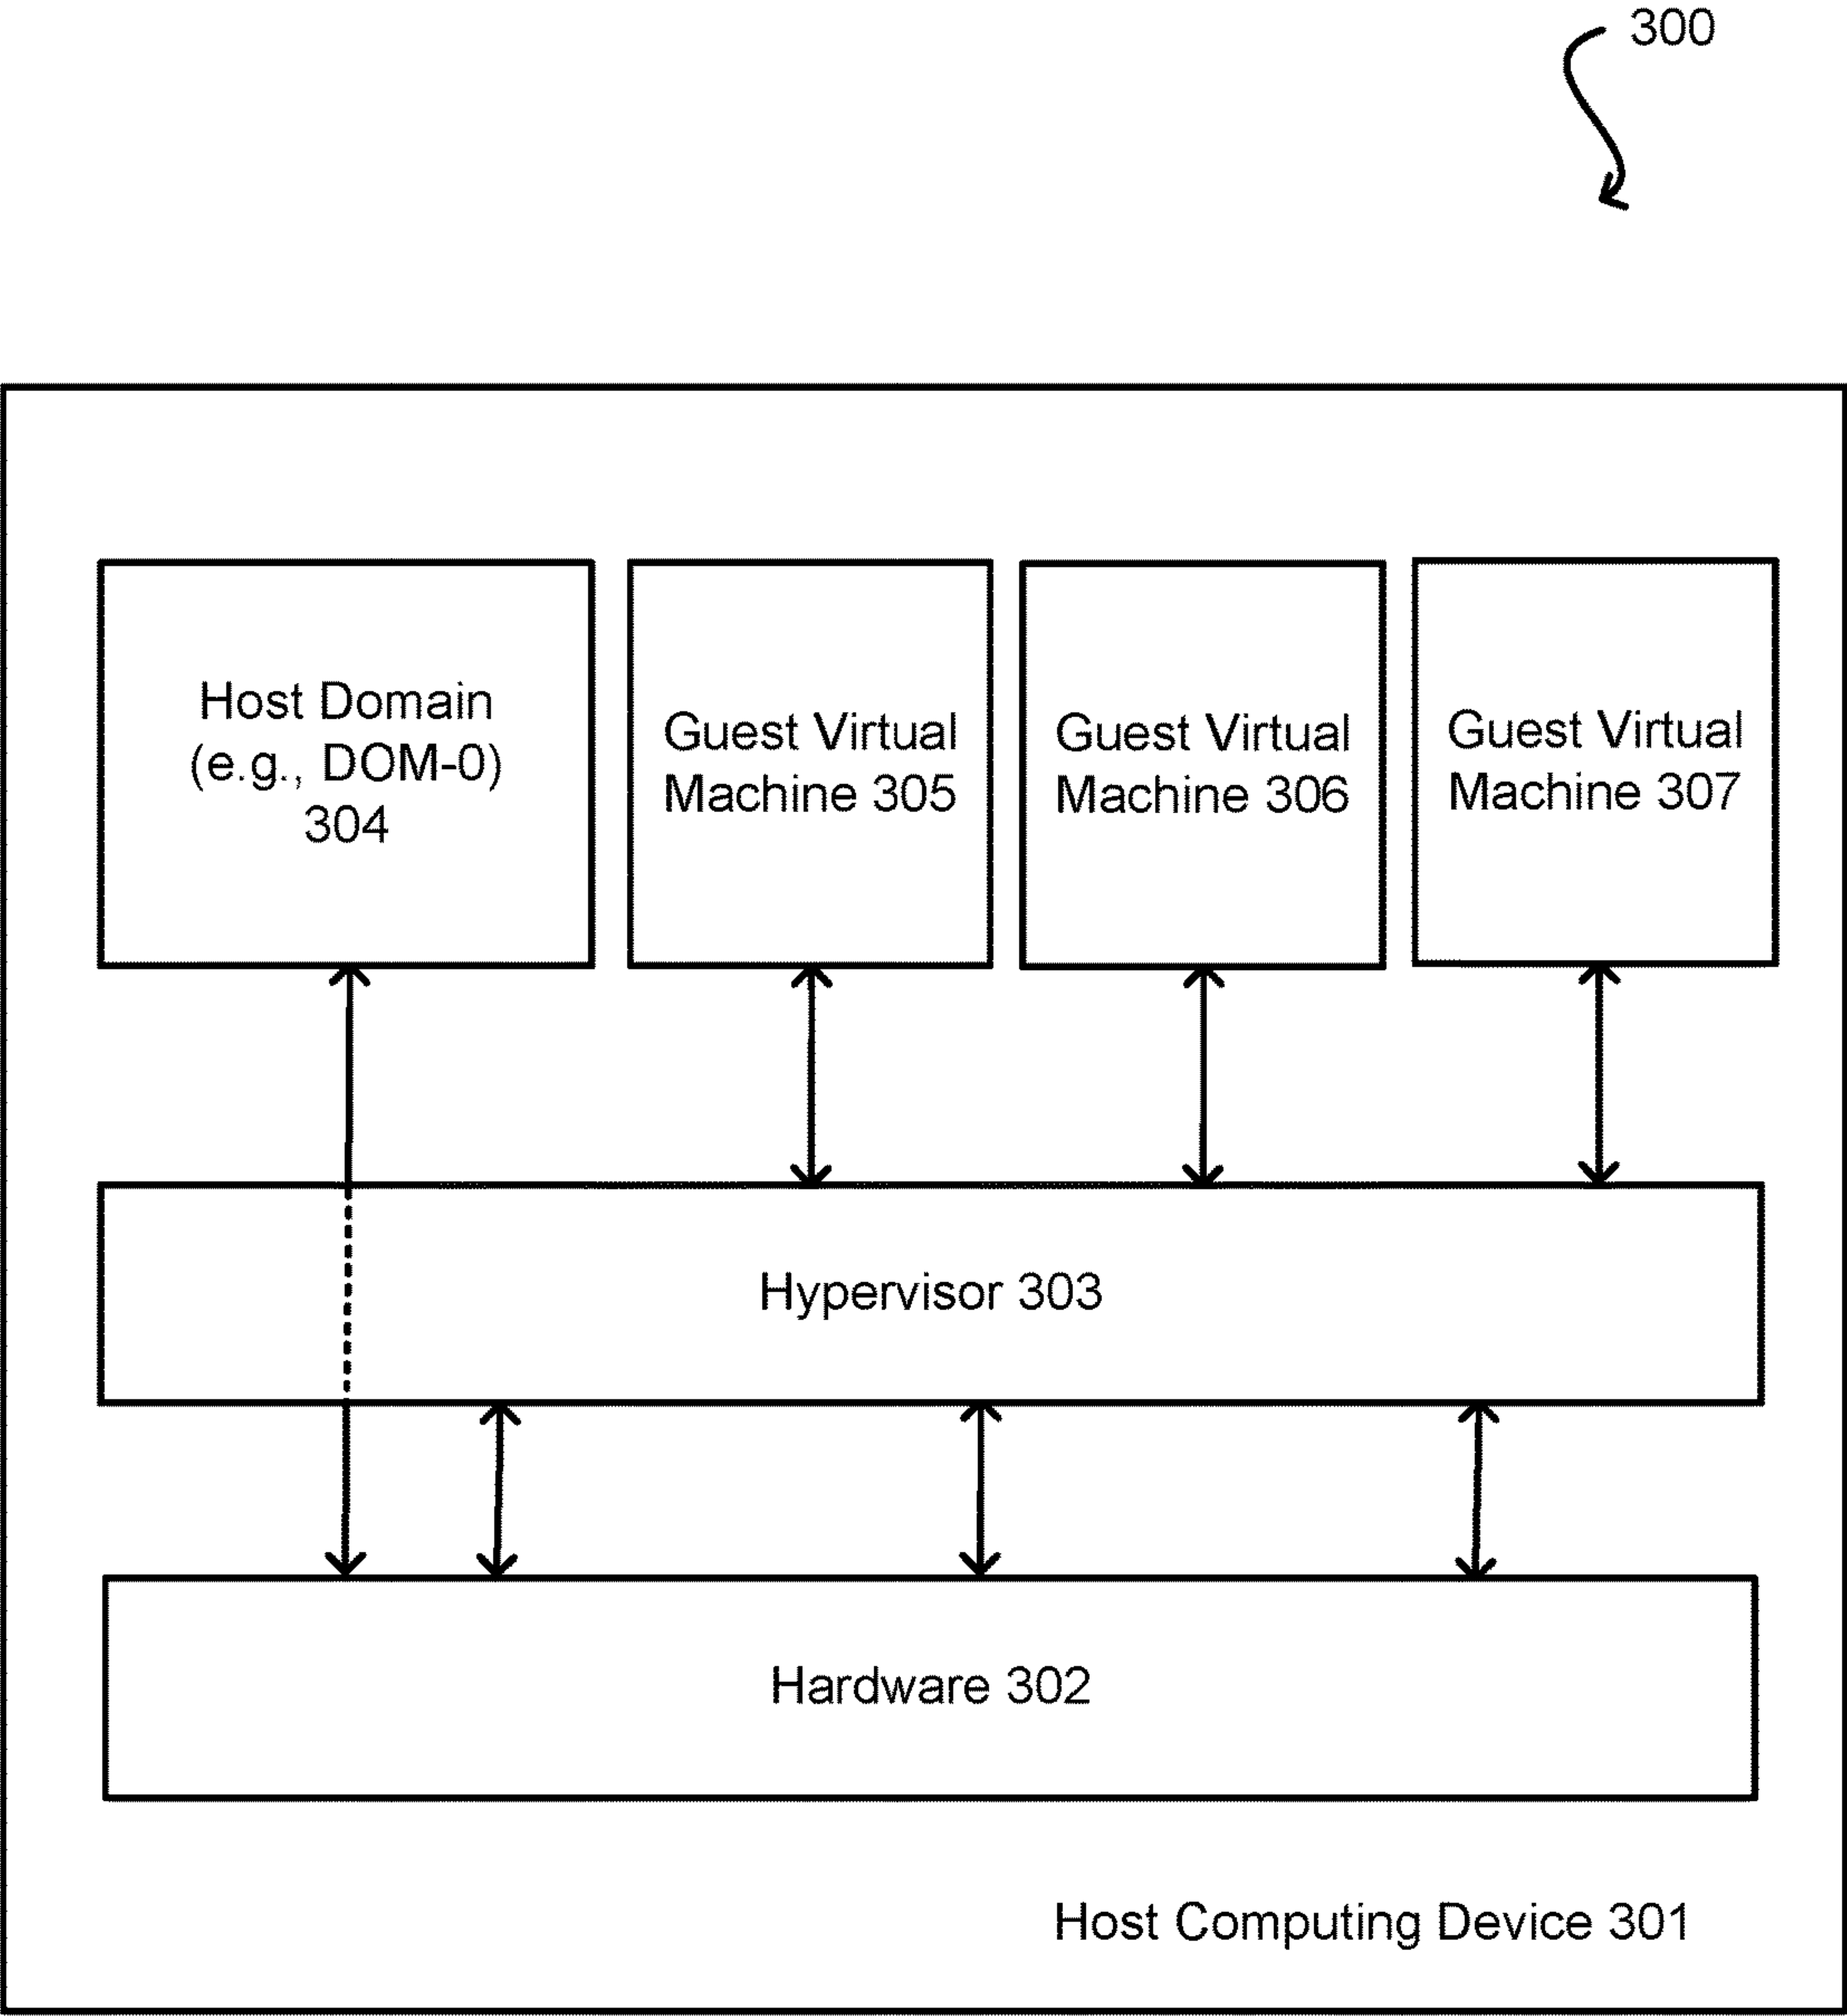 300
Host Domain
(e.g., DOM-0)
304
Guest Virtual
Machine 305
Guest Virtual
Machine 306
Guest Virtual
Machine 307
Hypervisor 303
Hardware 302
Host Computing Device 301